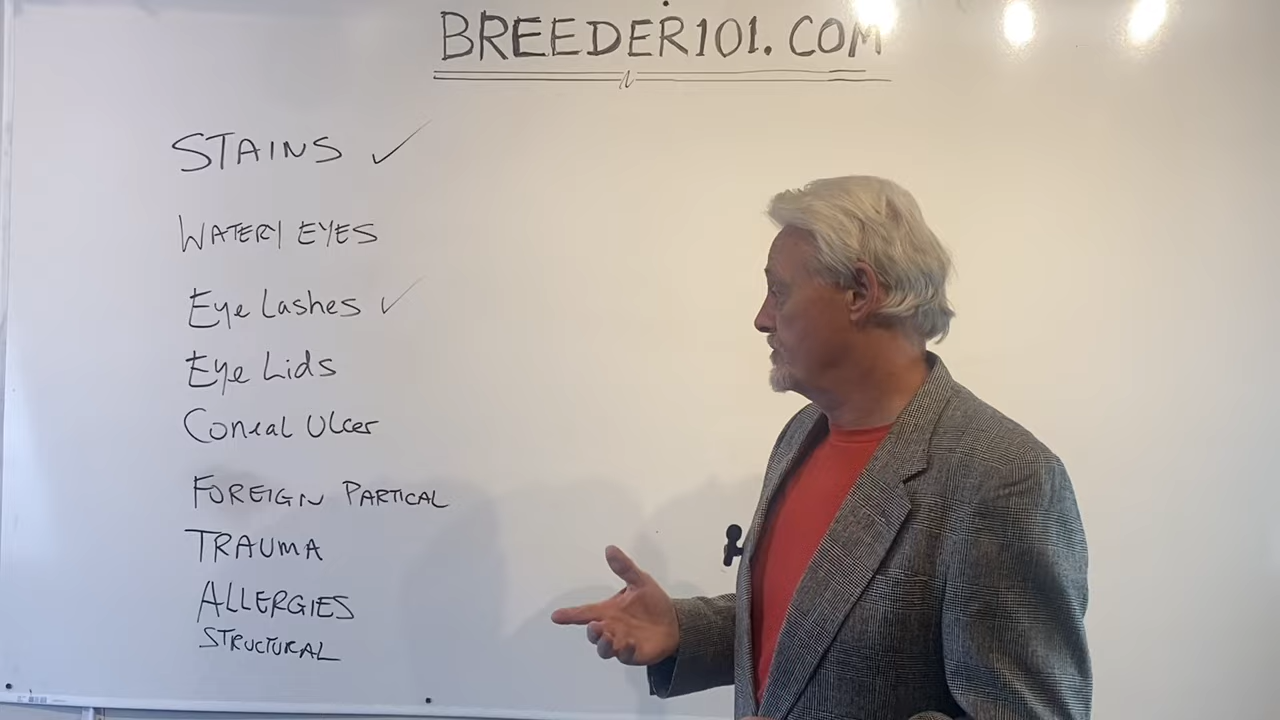 BREEDER101.COM
STAINS ✓
WATERY EYES
Eye Lashes ✓
Eye Lids
Coneal Ulcer
FOREIGN PARTICAL
TRAUMA
ALLERGIES
STRUCTURAL